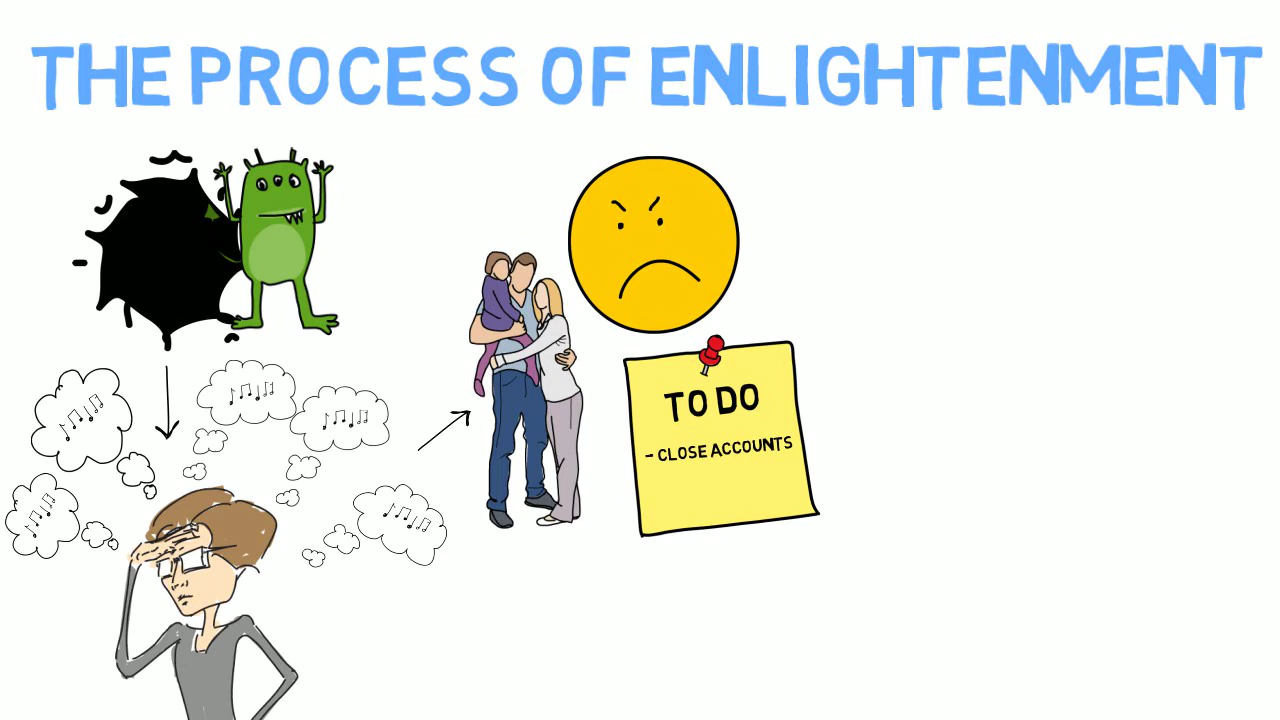 THE PROCESS OF ENLIGHTENMENT
TO DO
- CLOSE ACCOUNTS